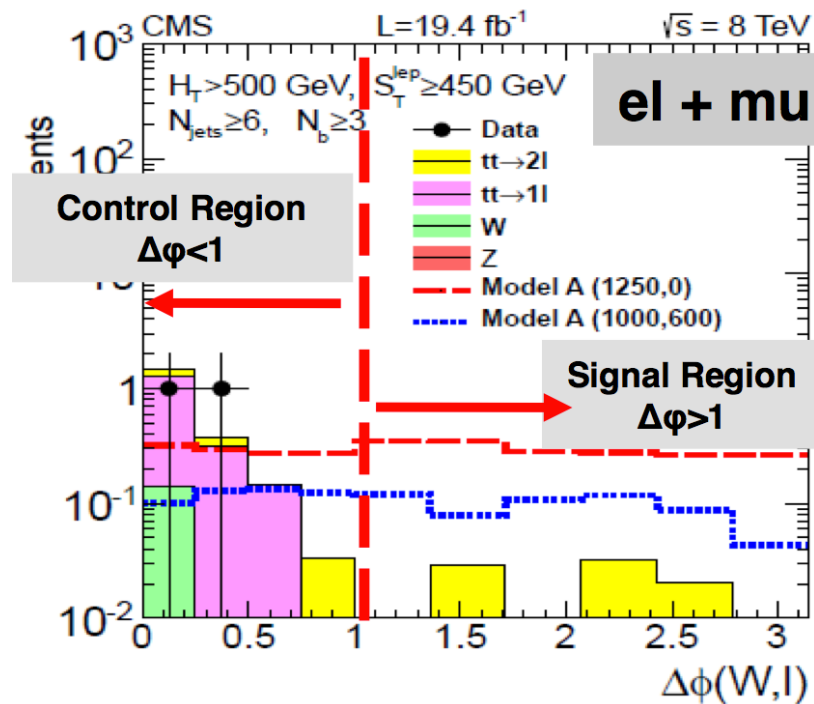 CMS L=19.4 fb⁻¹ √s = 8 TeV
H_T>500 GeV, S_T^lep≥450 GeV
N_jets≥6, N_b≥3
el + mu
Data
tt→2l
tt→1l
W
Z
Model A (1250,0)
Model A (1000,600)
Control Region
Δφ<1
Signal Region
Δφ>1
ents
10³
10²
1
10⁻¹
10⁻²
0 0.5 1 1.5 2 2.5 3
Δϕ(W,l)